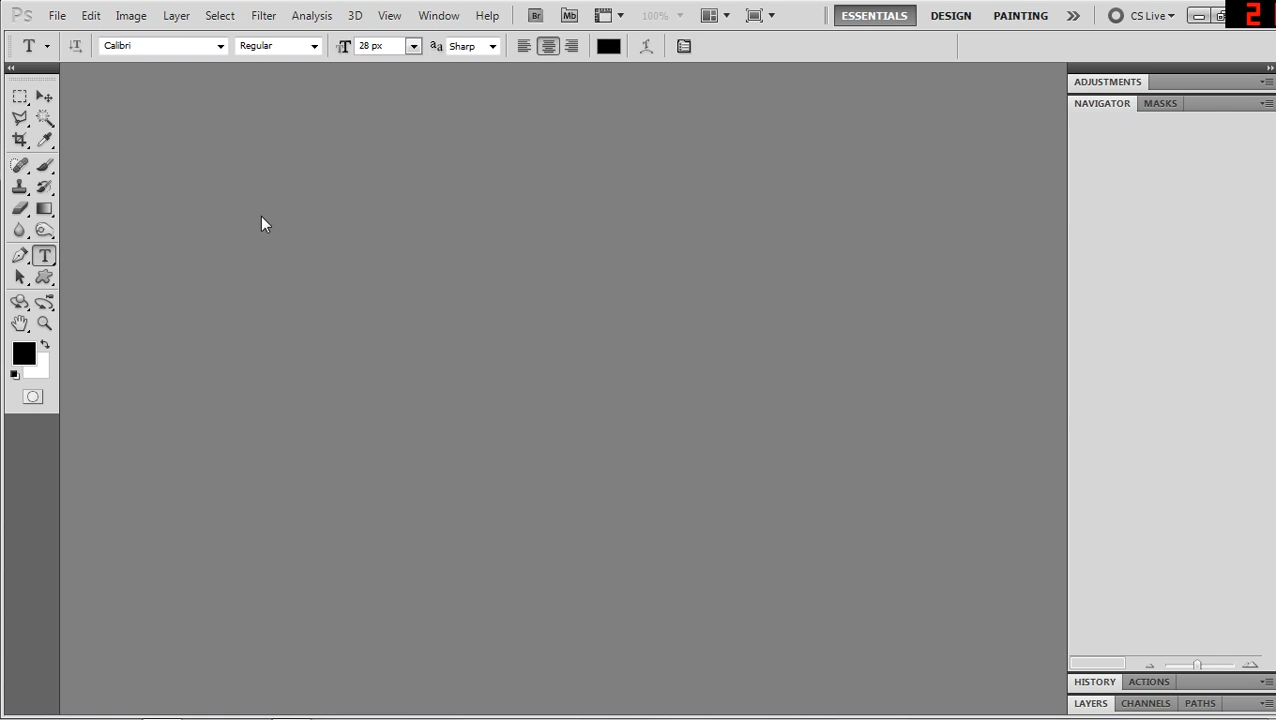 Ps File Edit Image Layer Select Filter Analysis 3D View Window Help Br Mb 100% ESSENTIALS DESIGN PAINTING CS Live 2
T T Calibri Regular T 28 px aa Sharp
ADJUSTMENTS
NAVIGATOR MASKS
T
HISTORY ACTIONS
LAYERS CHANNELS PATHS